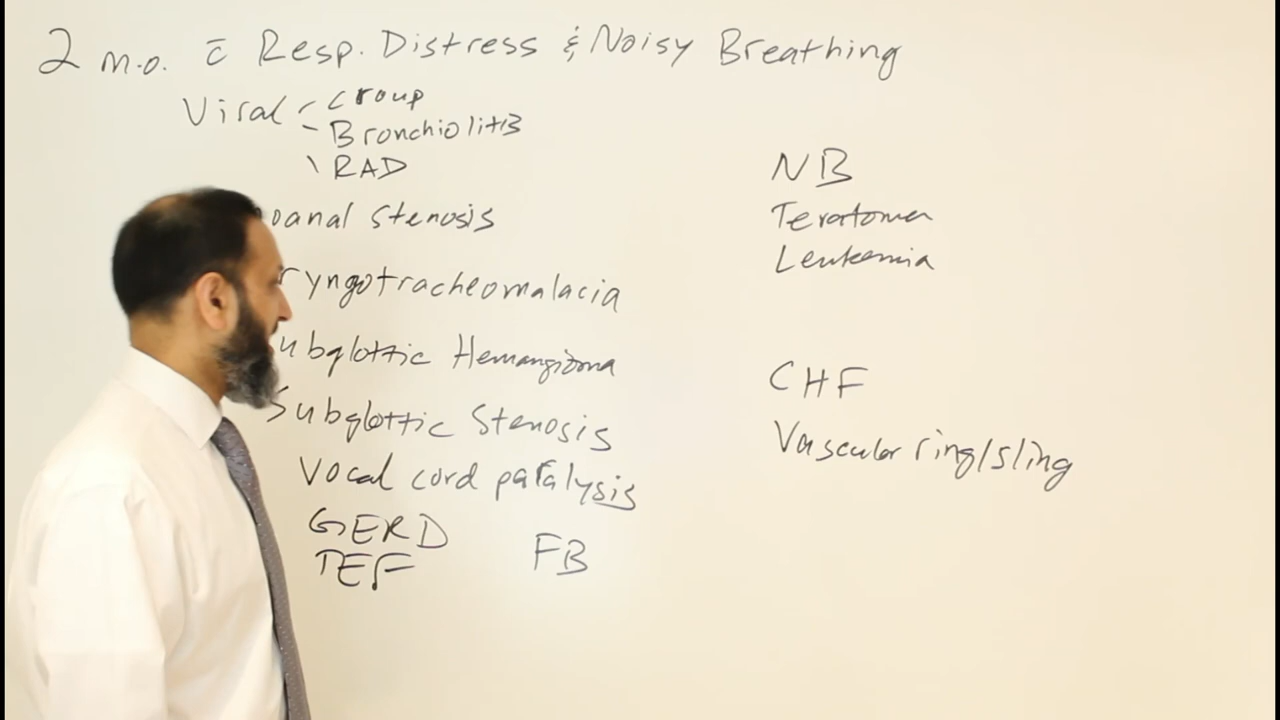 2 m.o. c̄ Resp. Distress & Noisy Breathing
Viral - Croup
- Bronchiolitis
\ RAD
oanal stenosis
ryngotracheomalacia
ubglottic Hemangioma
Subglottic Stenosis
Vocal cord paralysis
GERD
TEF
FB
NB
Teratoma
Leukemia
CHF
Vascular ring/sling